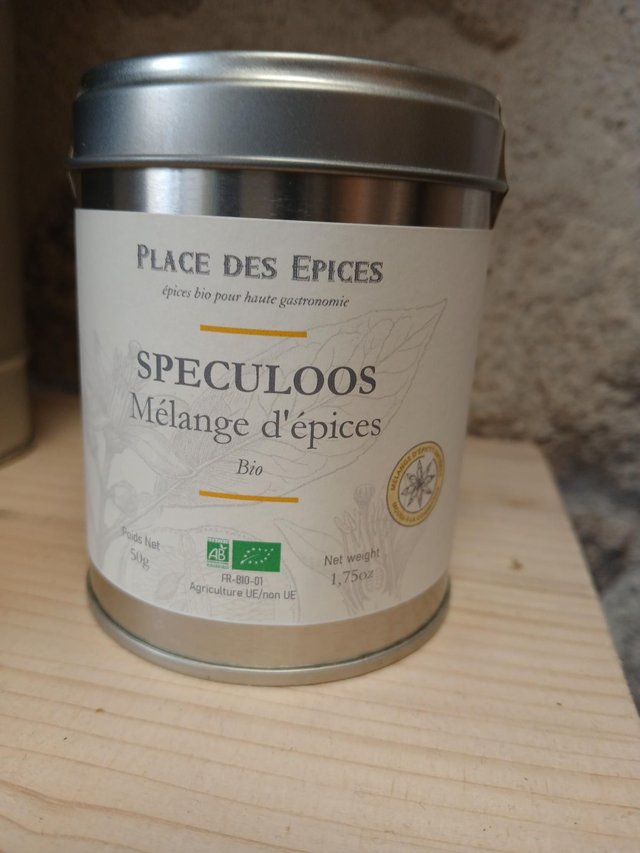 PLACE DES EPICES
épices bio pour haute gastronomie
SPECULOOS
Mélange d'épices
Bio
Poids Net
50g
AB
FR-BIO-01
Agriculture UE/non UE
Net weight
1,75oz